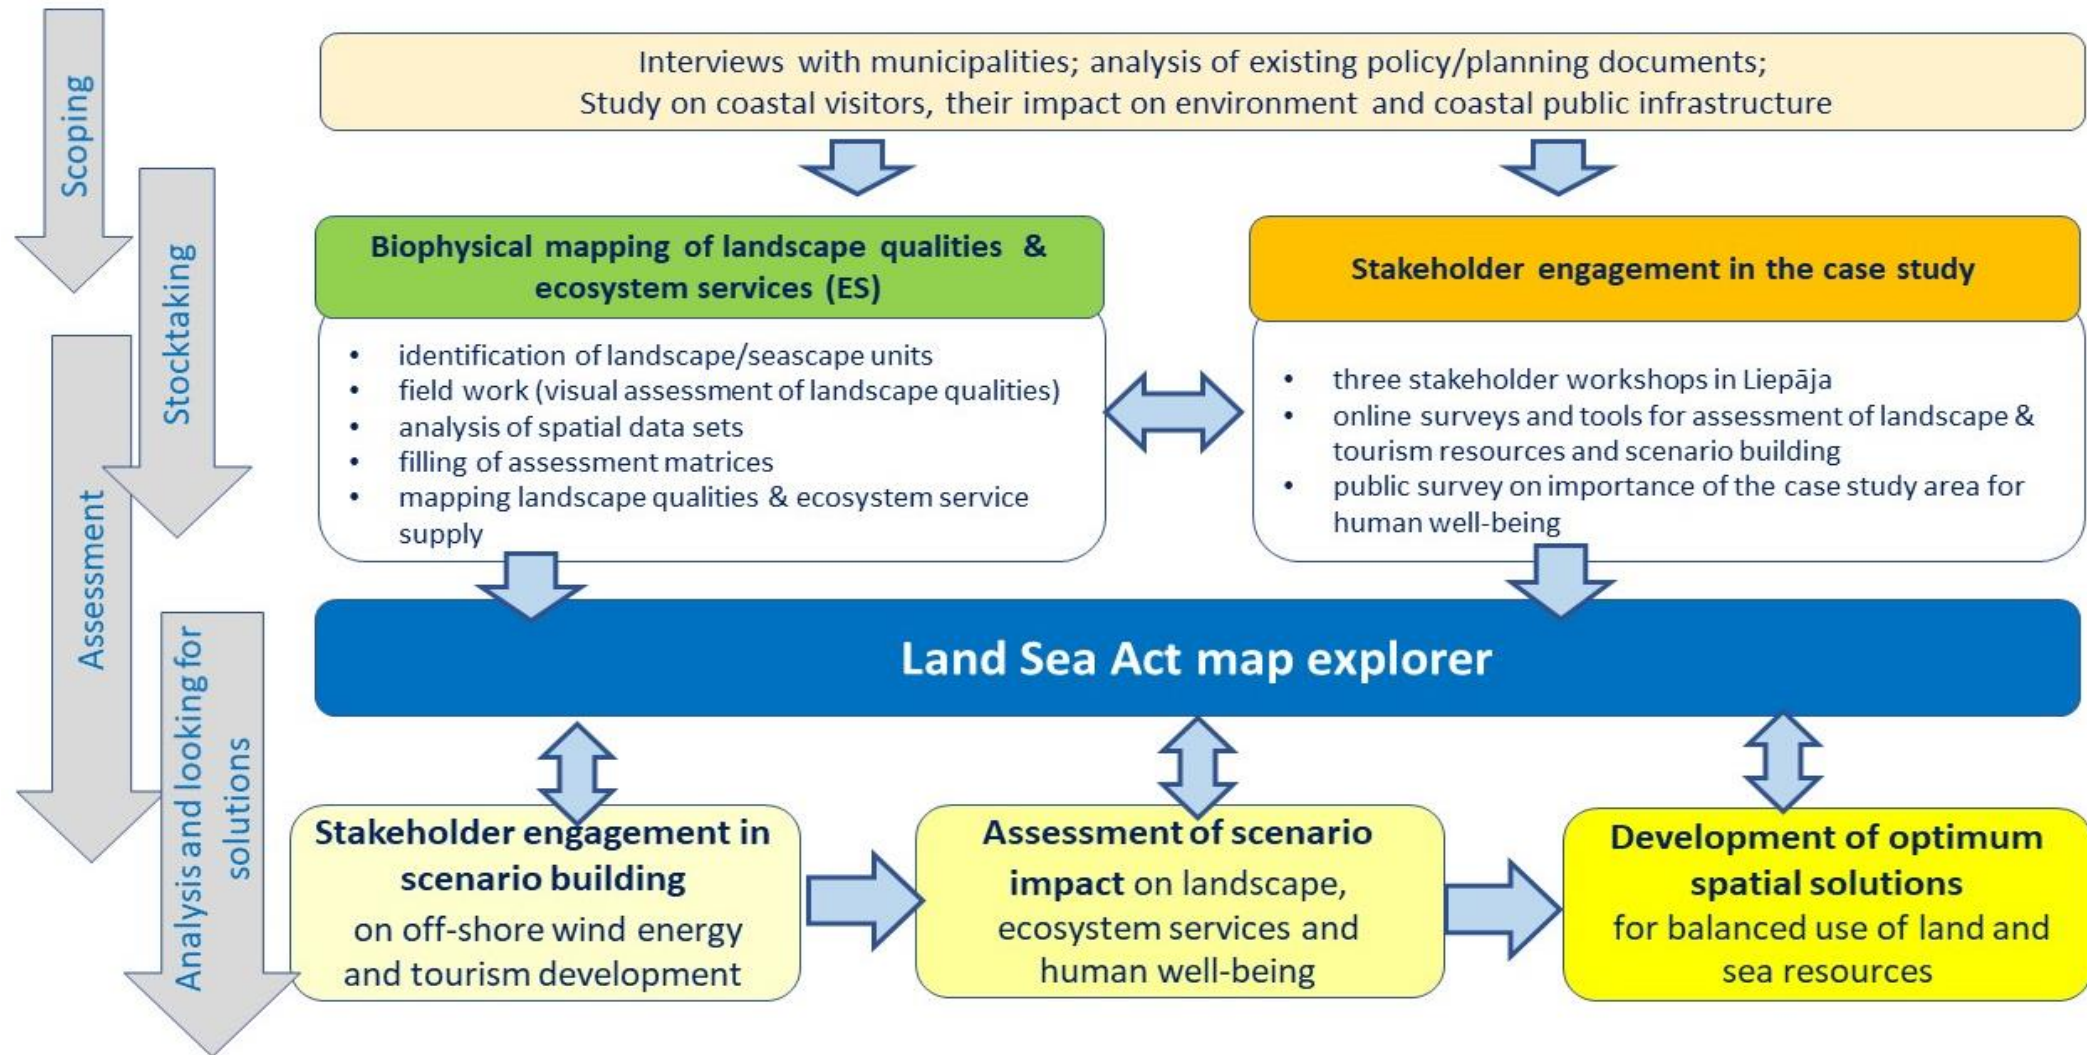 Scoping
Stocktaking
Assessment
Analysis and looking for
solutions
Interviews with municipalities; analysis of existing policy/planning documents;
Study on coastal visitors, their impact on environment and coastal public infrastructure
Biophysical mapping of landscape qualities &
ecosystem services (ES)
• identification of landscape/seascape units
• field work (visual assessment of landscape qualities)
• analysis of spatial data sets
• filling of assessment matrices
• mapping landscape qualities & ecosystem service
supply
Stakeholder engagement in the case study
• three stakeholder workshops in Liepāja
• online surveys and tools for assessment of landscape &
tourism resources and scenario building
• public survey on importance of the case study area for
human well-being
Land Sea Act map explorer
Stakeholder engagement in
scenario building
on off-shore wind energy
and tourism development
Assessment of scenario
impact on landscape,
ecosystem services and
human well-being
Development of optimum
spatial solutions
for balanced use of land and
sea resources